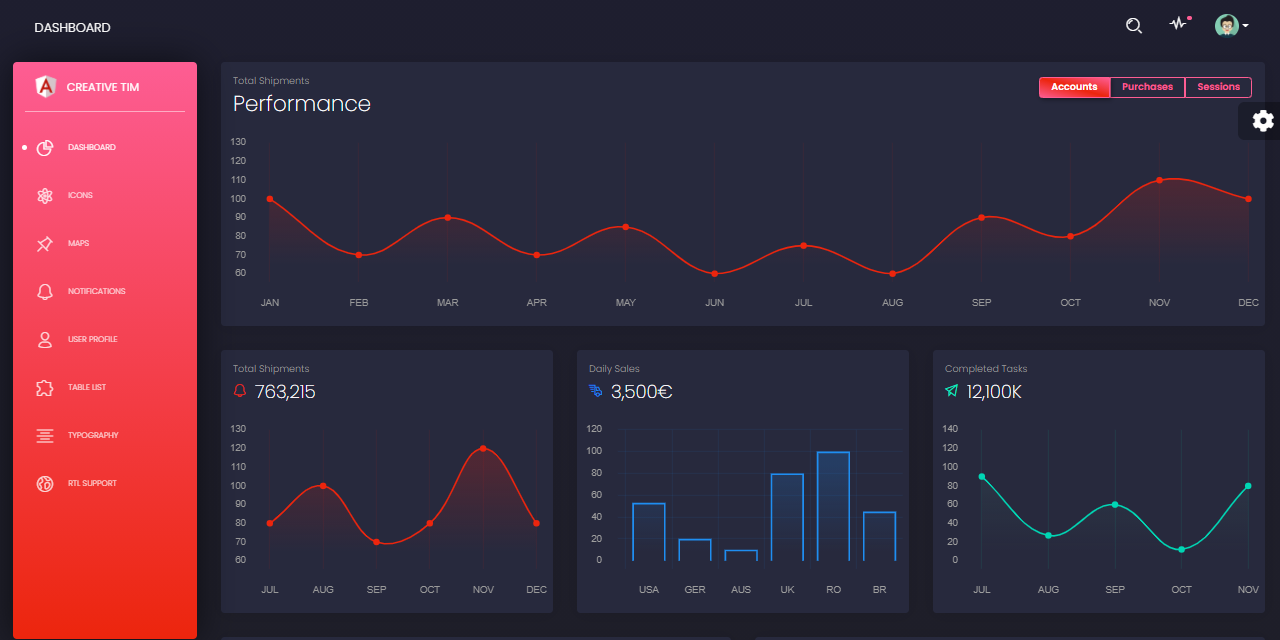 DASHBOARD
CREATIVE TIM
DASHBOARD
ICONS
MAPS
NOTIFICATIONS
USER PROFILE
TABLE LIST
TYPOGRAPHY
RTL SUPPORT
Total Shipments
Performance
Accounts Purchases Sessions
130
120
110
100
90
80
70
60
JAN FEB MAR APR MAY JUN JUL AUG SEP OCT NOV DEC
Total Shipments
763,215
130
120
110
100
90
80
70
60
JUL AUG SEP OCT NOV DEC
Daily Sales
3,500€
120
100
80
60
40
20
0
USA GER AUS UK RO BR
Completed Tasks
12,100K
140
120
100
80
60
40
20
0
JUL AUG SEP OCT NOV